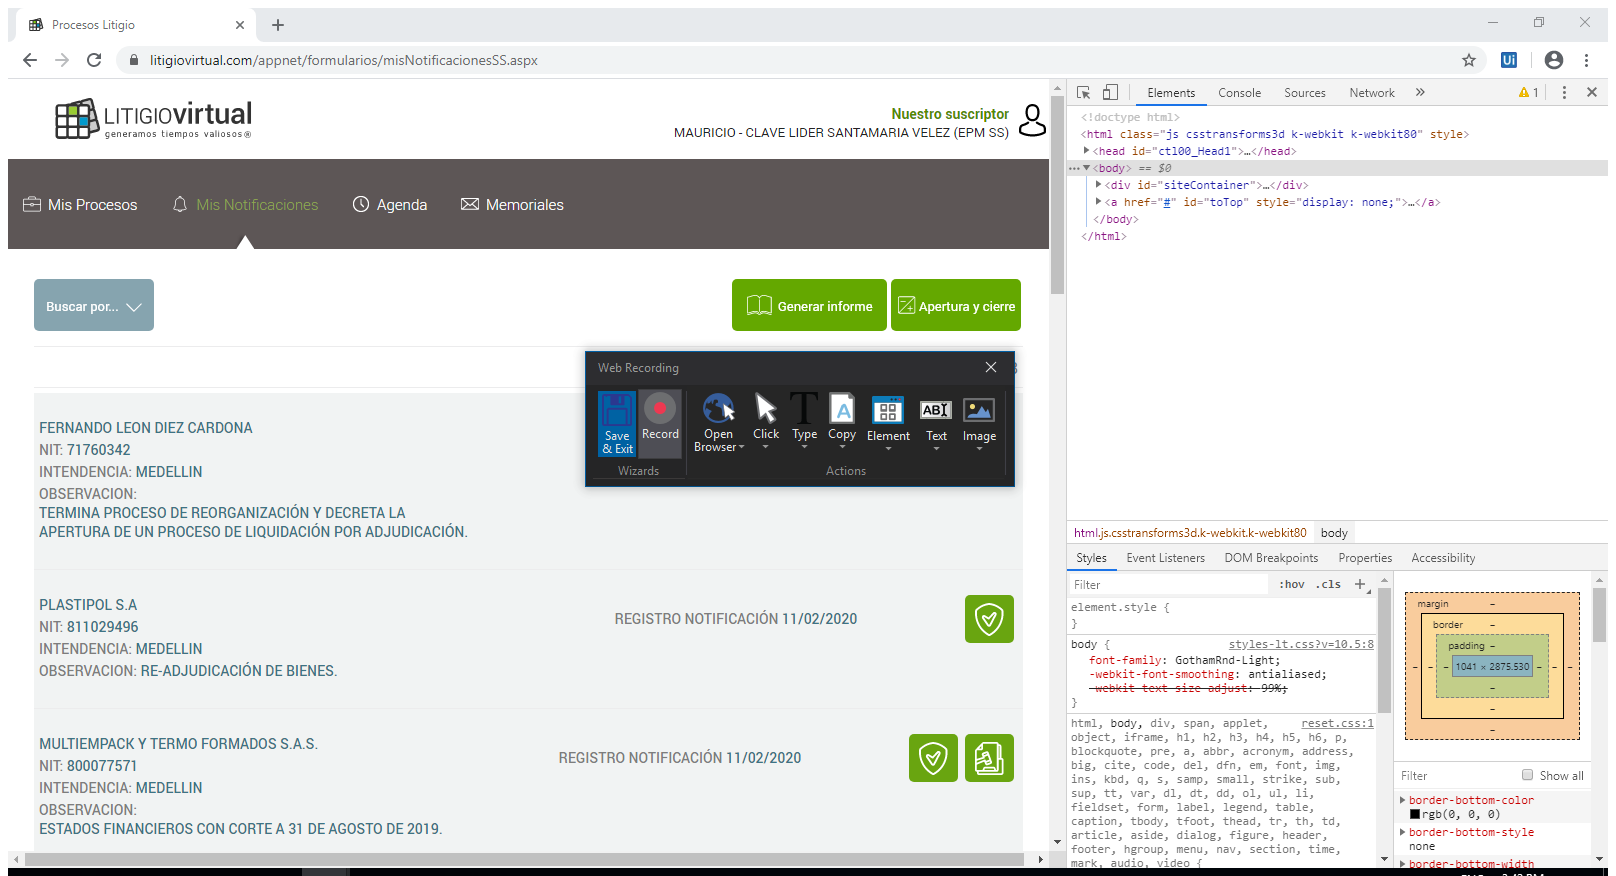 Procesos Litigio
litigiovirtual.com/appnet/formularios/misNotificacionesSS.aspx
Ui
LITIGIOvirtual
generamos tiempos valiosos®
Nuestro suscriptor
MAURICIO - CLAVE LIDER SANTAMARIA VELEZ (EPM SS)
Mis Procesos
Mis Notificaciones
Agenda
Memoriales
Buscar por...
Generar informe
Apertura y cierre
Web Recording
Save & Exit
Record
Open Browser
Click
Type
Copy
Element
Text
Image
Wizards
Actions
FERNANDO LEON DIEZ CARDONA
NIT: 71760342
INTENDENCIA: MEDELLIN
OBSERVACION:
TERMINA PROCESO DE REORGANIZACIÓN Y DECRETA LA
APERTURA DE UN PROCESO DE LIQUIDACIÓN POR ADJUDICACIÓN.
PLASTIPOL S.A
NIT: 811029496
INTENDENCIA: MEDELLIN
OBSERVACION: RE-ADJUDICACIÓN DE BIENES.
REGISTRO NOTIFICACIÓN 11/02/2020
MULTIEMPACK Y TERMO FORMADOS S.A.S.
NIT: 800077571
INTENDENCIA: MEDELLIN
OBSERVACION:
ESTADOS FINANCIEROS CON CORTE A 31 DE AGOSTO DE 2019.
REGISTRO NOTIFICACIÓN 11/02/2020
Elements Console Sources Network » 1
<!doctype html>
<html class="js csstransforms3d k-webkit k-webkit80" style>
<head id="ctl00_Head1">…</head>
<body> == $0
<div id="siteContainer">…</div>
<a href="#" id="toTop" style="display: none;">…</a>
</body>
</html>
html.js.csstransforms3d.k-webkit.k-webkit80 body
Styles Event Listeners DOM Breakpoints Properties Accessibility
Filter :hov .cls +
element.style {
}
body { styles-lt.css?v=10.5:8
font-family: GothamRnd-Light;
-webkit-font-smoothing: antialiased;
-webkit-text-size-adjust: 99%;
}
html, body, div, span, applet, reset.css:1
object, iframe, h1, h2, h3, h4, h5, h6, p,
blockquote, pre, a, abbr, acronym, address,
big, cite, code, del, dfn, em, font, img,
ins, kbd, q, s, samp, small, strike, sub,
sup, tt, var, dl, dt, dd, ol, ul, li,
fieldset, form, label, legend, table,
caption, tbody, tfoot, thead, tr, th, td,
article, aside, dialog, figure, header,
footer, hgroup, menu, nav, section, time,
mark, audio, video {
margin –
border –
padding –
1041 × 2875.530
Filter Show all
border-bottom-color
rgb(0, 0, 0)
border-bottom-style
none
border-bottom-width